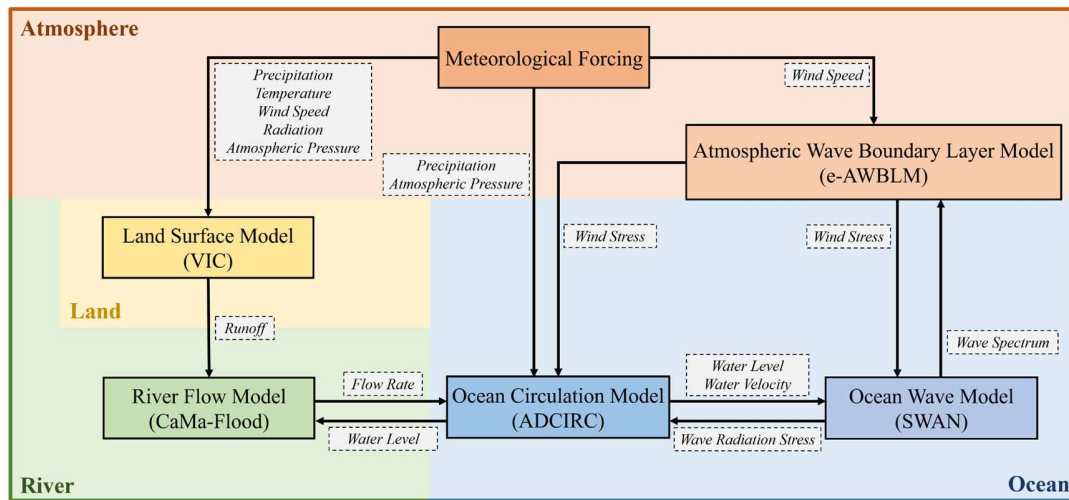 Atmosphere
Meteorological Forcing
Precipitation
Temperature
Wind Speed
Radiation
Atmospheric Pressure
Wind Speed
Precipitation
Atmospheric Pressure
Atmospheric Wave Boundary Layer Model
(e-AWBLM)
Land Surface Model
(VIC)
Wind Stress
Wind Stress
Land
Runoff
Wave Spectrum
River Flow Model
(CaMa-Flood)
Flow Rate
Water Level
Ocean Circulation Model
(ADCIRC)
Water Level
Water Velocity
Wave Radiation Stress
Ocean Wave Model
(SWAN)
River
Ocean